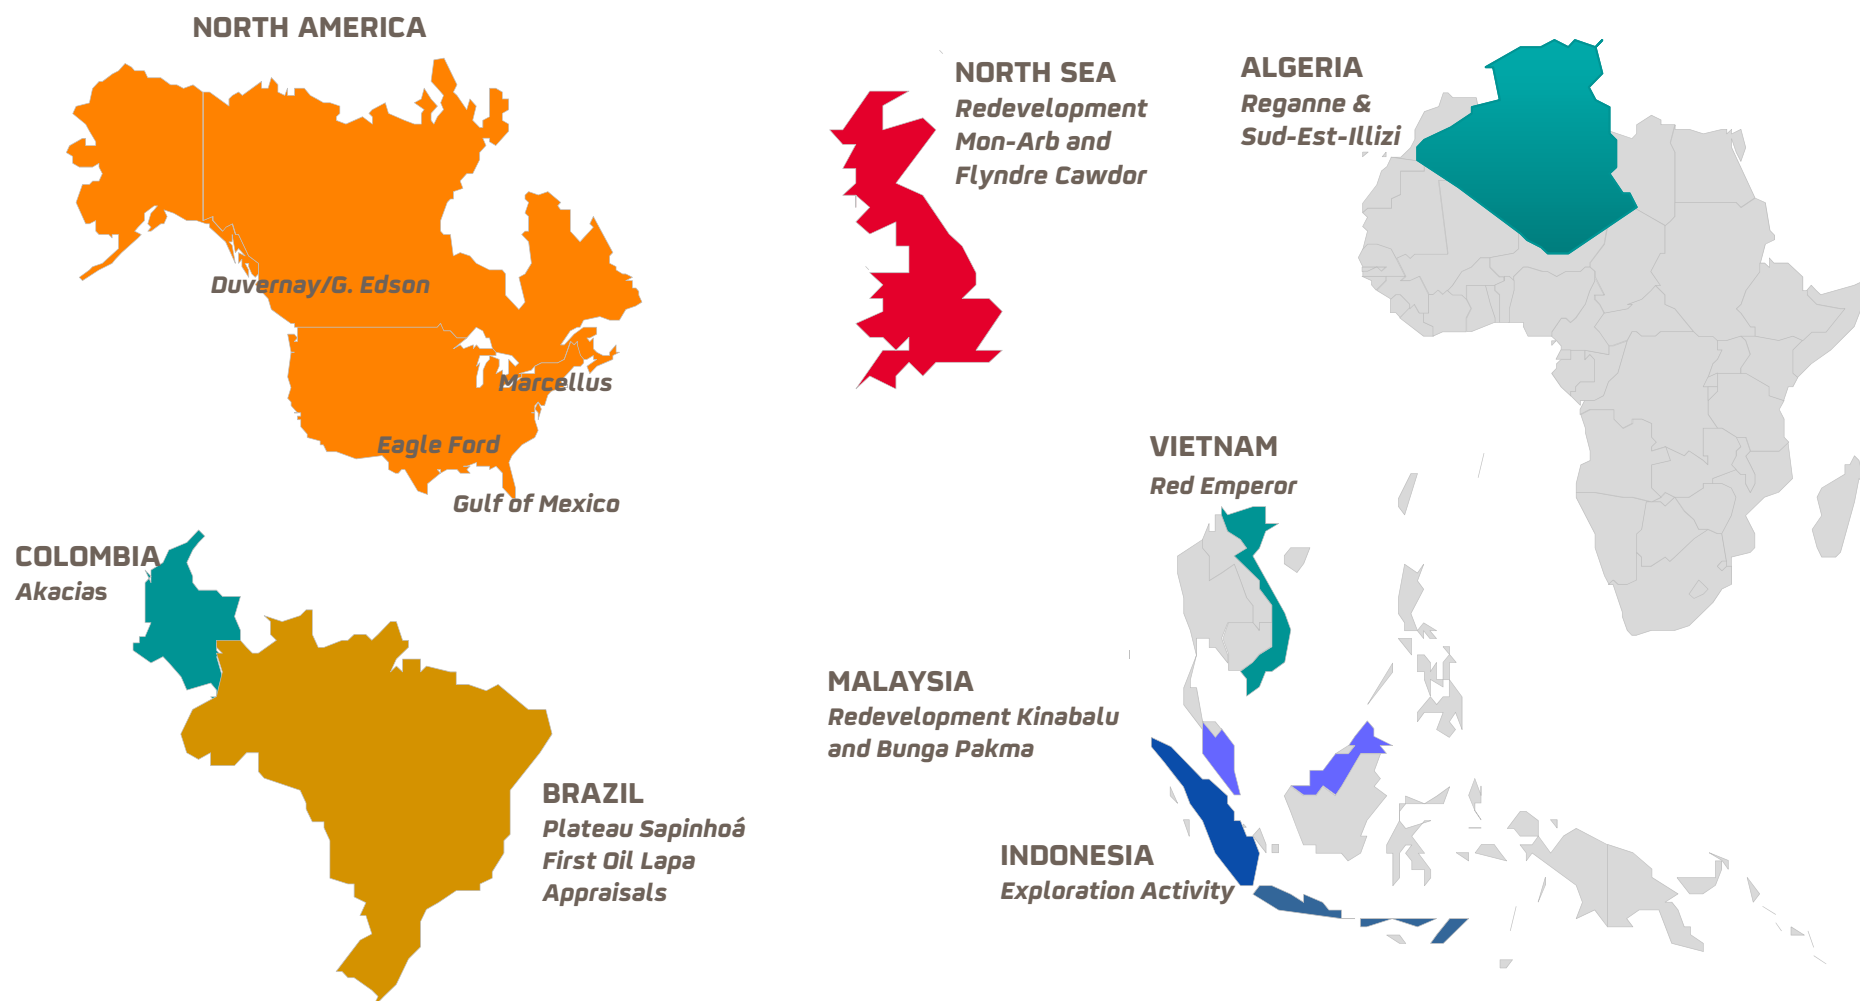 NORTH AMERICA
Duvernay/G. Edson
Marcellus
Eagle Ford
Gulf of Mexico
NORTH SEA
Redevelopment
Mon-Arb and
Flyndre Cawdor
ALGERIA
Reganne &
Sud-Est-Illizi
COLOMBIA
Akacias
BRAZIL
Plateau Sapinhoá
First Oil Lapa
Appraisals
VIETNAM
Red Emperor
MALAYSIA
Redevelopment Kinabalu
and Bunga Pakma
INDONESIA
Exploration Activity